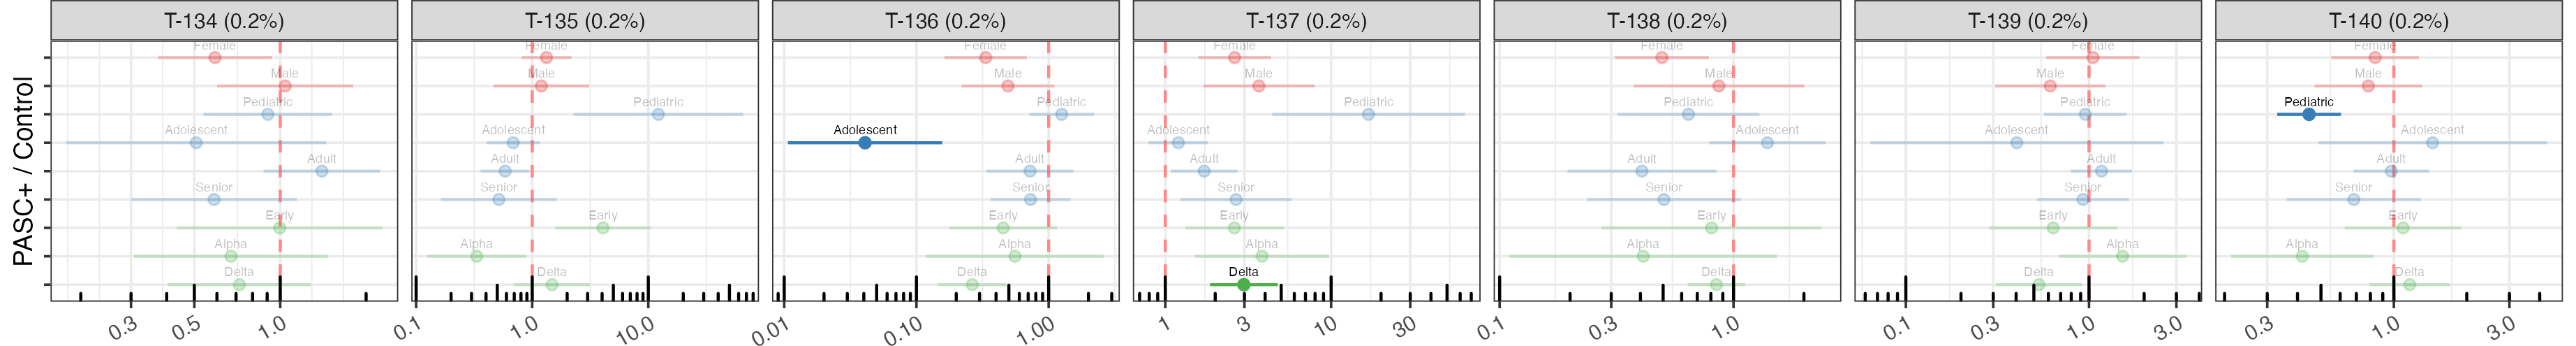 T-134 (0.2%) T-135 (0.2%) T-136 (0.2%) T-137 (0.2%) T-138 (0.2%) T-139 (0.2%) T-140 (0.2%)
PASC+ / Control
Female Female Female Female Female Female Female
Male Male Male Male Male Male Male
Pediatric Pediatric Pediatric Pediatric Pediatric Pediatric Pediatric
Adolescent Adolescent Adolescent Adolescent Adolescent Adolescent Adolescent
Adult Adult Adult Adult Adult Adult Adult
Senior Senior Senior Senior Senior Senior Senior
Early Early Early Early Early Early Early
Alpha Alpha Alpha Alpha Alpha Alpha Alpha
Delta Delta Delta Delta Delta Delta Delta
0.3 0.5 1.0 0.1 1.0 10.0 0.01 0.10 1.00 1 3 10 30 0.1 0.3 1.0 0.1 0.3 1.0 3.0 0.3 1.0 3.0